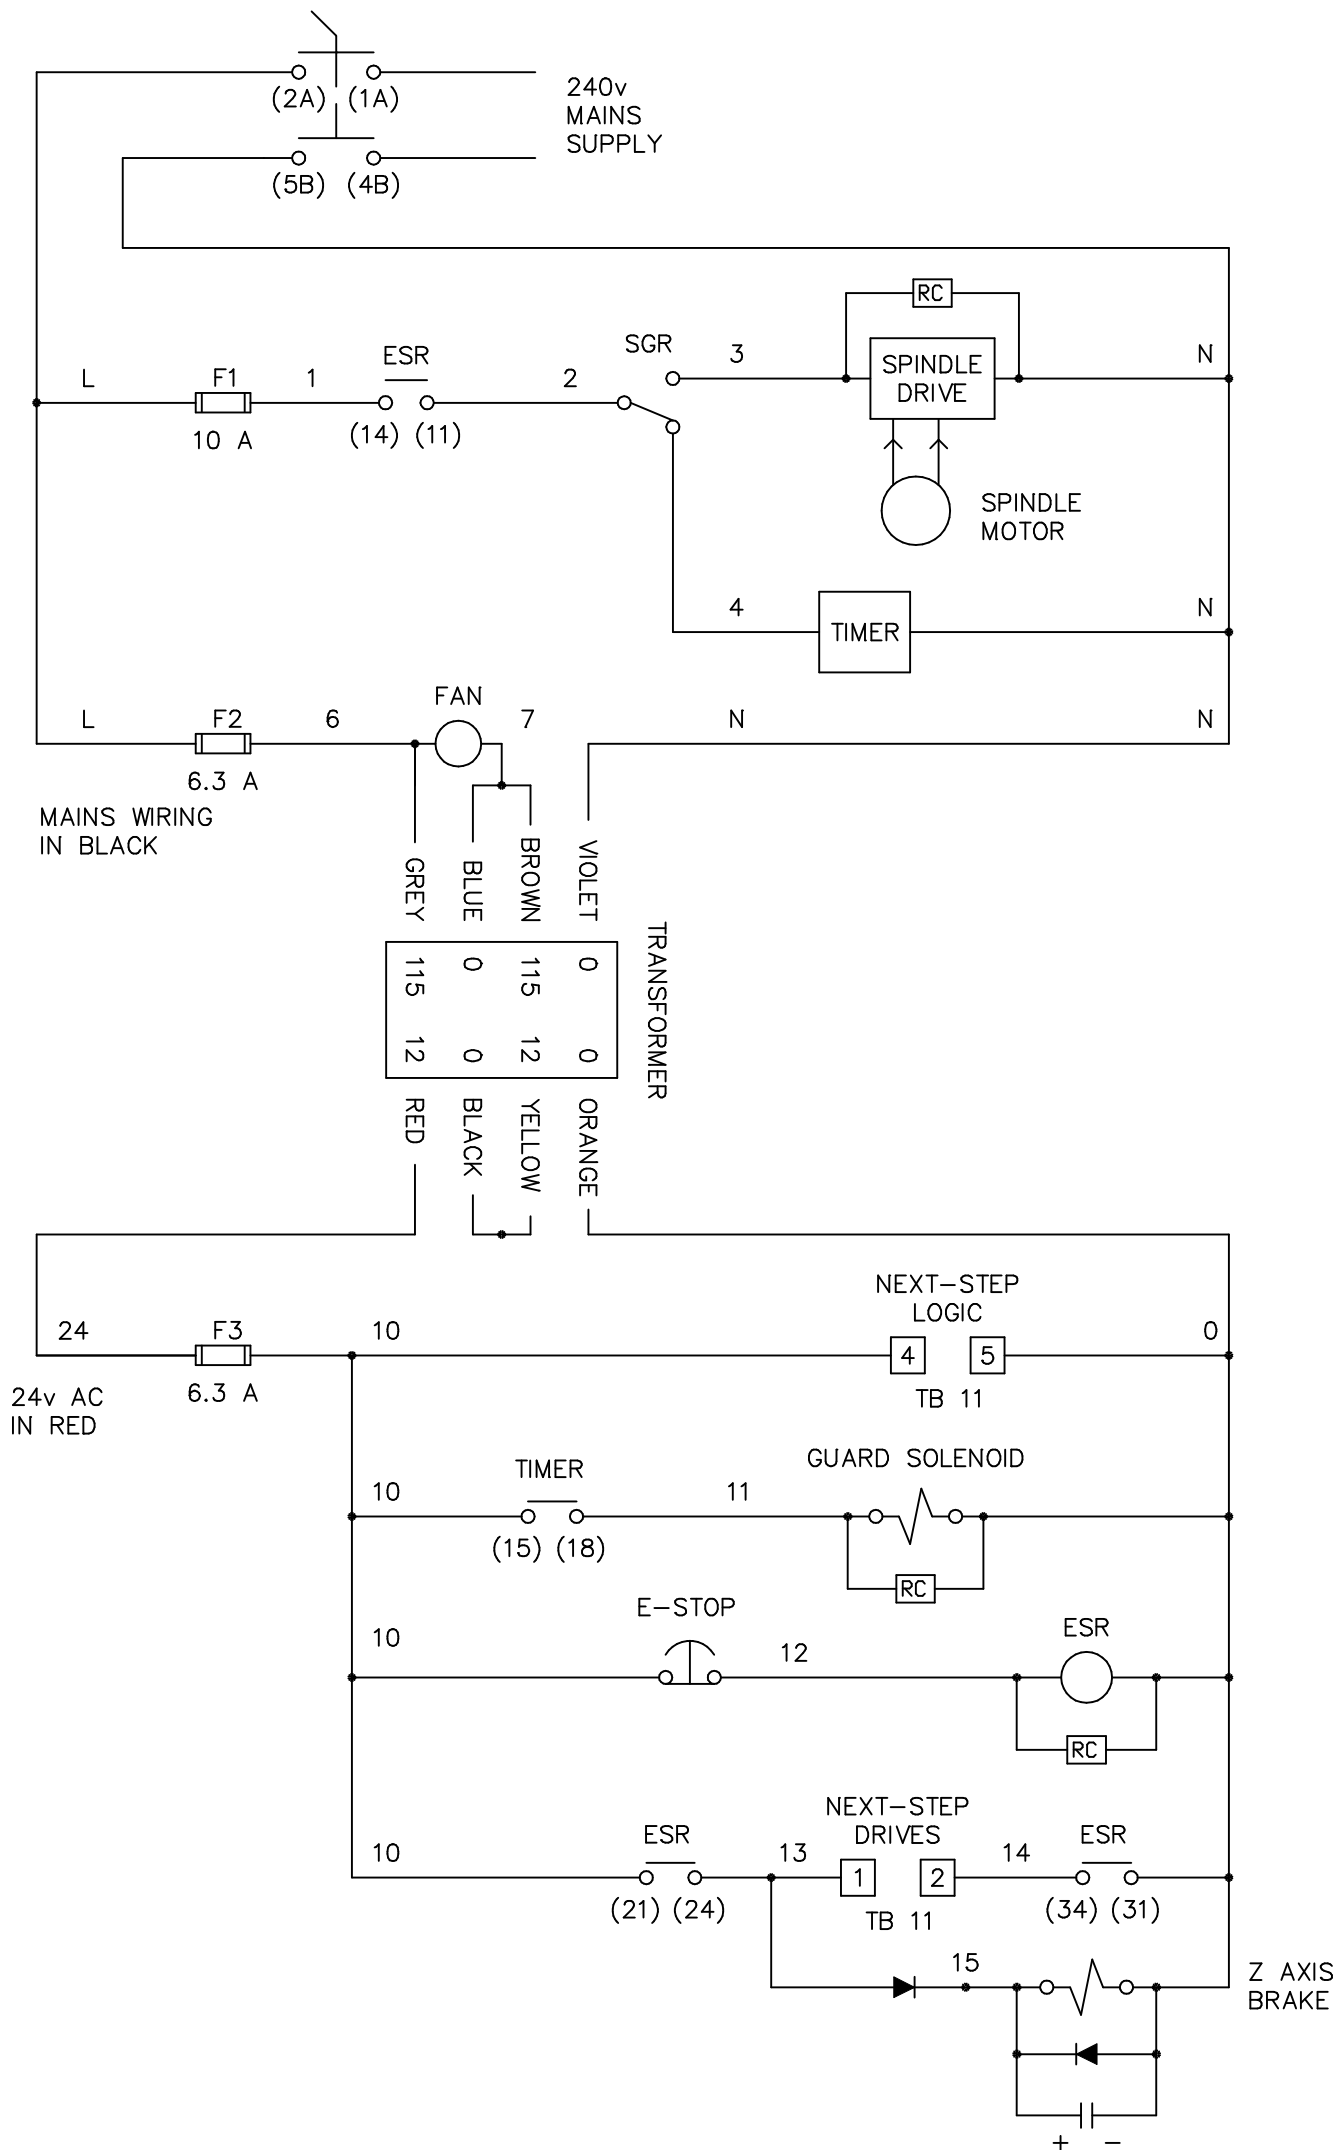 240v
MAINS
SUPPLY
(2A) (1A)
(5B) (4B)
RC
SGR
3
N
ESR
L
F1
1
2
SPINDLE
DRIVE
10 A
(14) (11)
SPINDLE
MOTOR
4
N
TIMER
FAN
L
F2
6
7
N
N
6.3 A
MAINS WIRING
IN BLACK
GREY
BLUE
BROWN
VIOLET
TRANSFORMER
115
0
115
0
12
0
12
0
RED
BLACK
YELLOW
ORANGE
NEXT-STEP
LOGIC
24
F3
10
0
4
5
6.3 A
TB 11
24v AC
IN RED
GUARD SOLENOID
TIMER
10
11
(15) (18)
RC
E-STOP
ESR
10
12
RC
NEXT-STEP
DRIVES
ESR
ESR
10
13
14
1
2
(21) (24)
(34) (31)
TB 11
15
Z AXIS
BRAKE
+ -